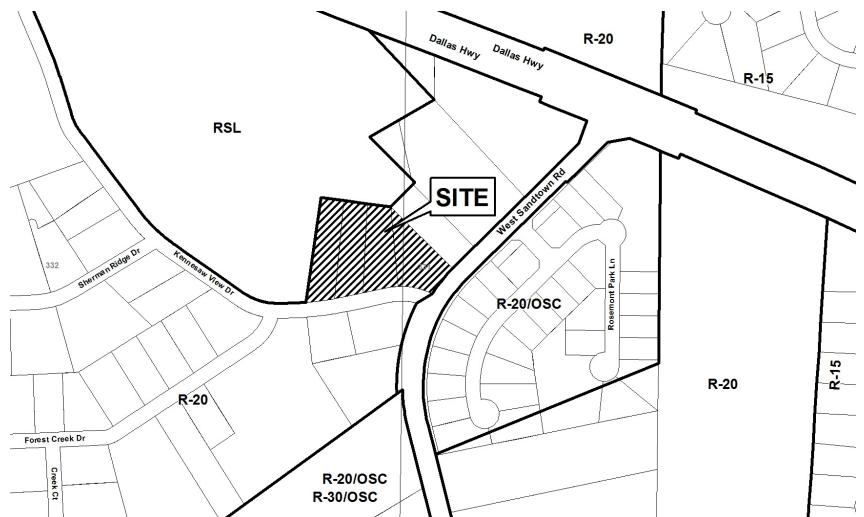 R-20
Dallas Hwy
Dallas Hwy
R-15
RSL
SITE
West Sandtown Rd
332
Sherman Ridge Dr
Kennesaw View Dr
R-20/OSC
Rosemont Park Ln
R-20
R-15
R-20
Forest Creek Dr
Creek Ct
R-20/OSC
R-30/OSC